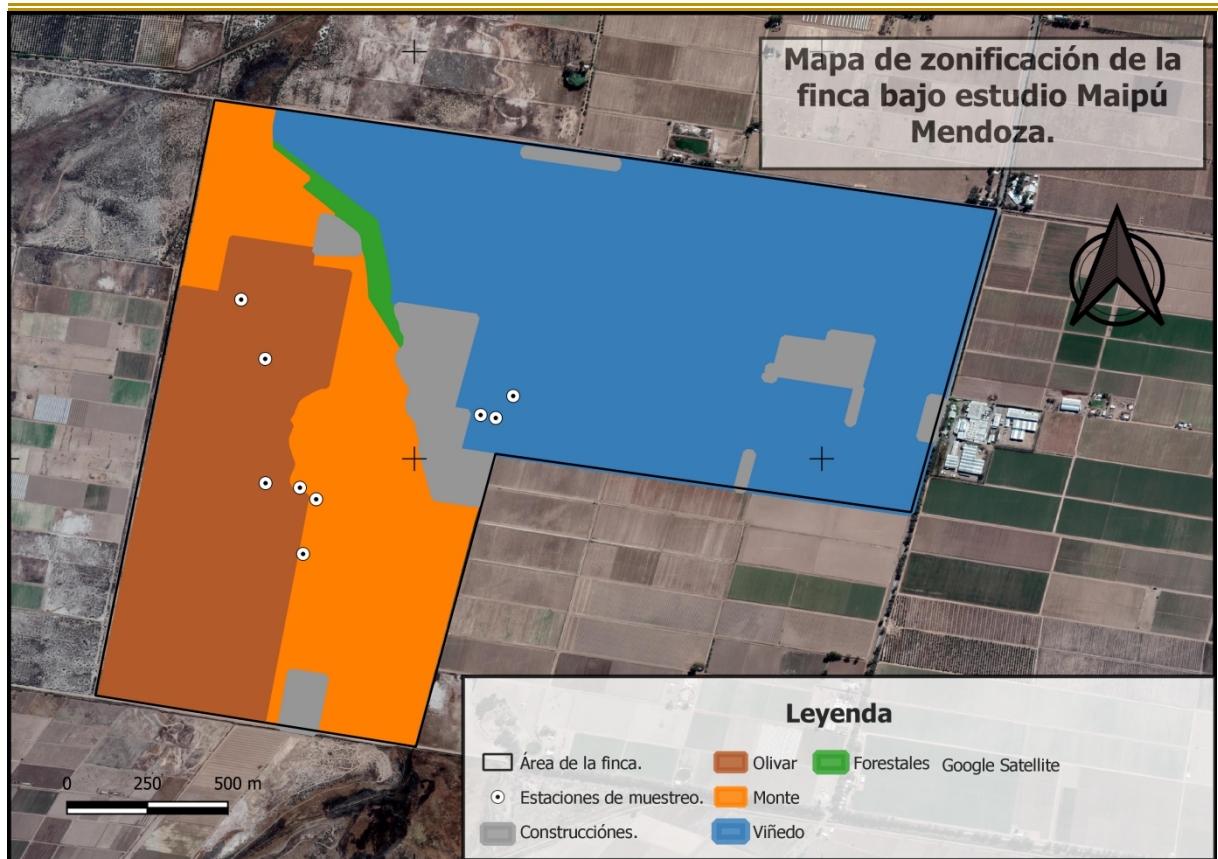 Mapa de zonificación de la
finca bajo estudio Maipú
Mendoza.
Leyenda
Área de la finca.
Olivar
Forestales
Google Satellite
Estaciones de muestreo.
Monte
Construcciónes.
Viñedo
0 250 500 m